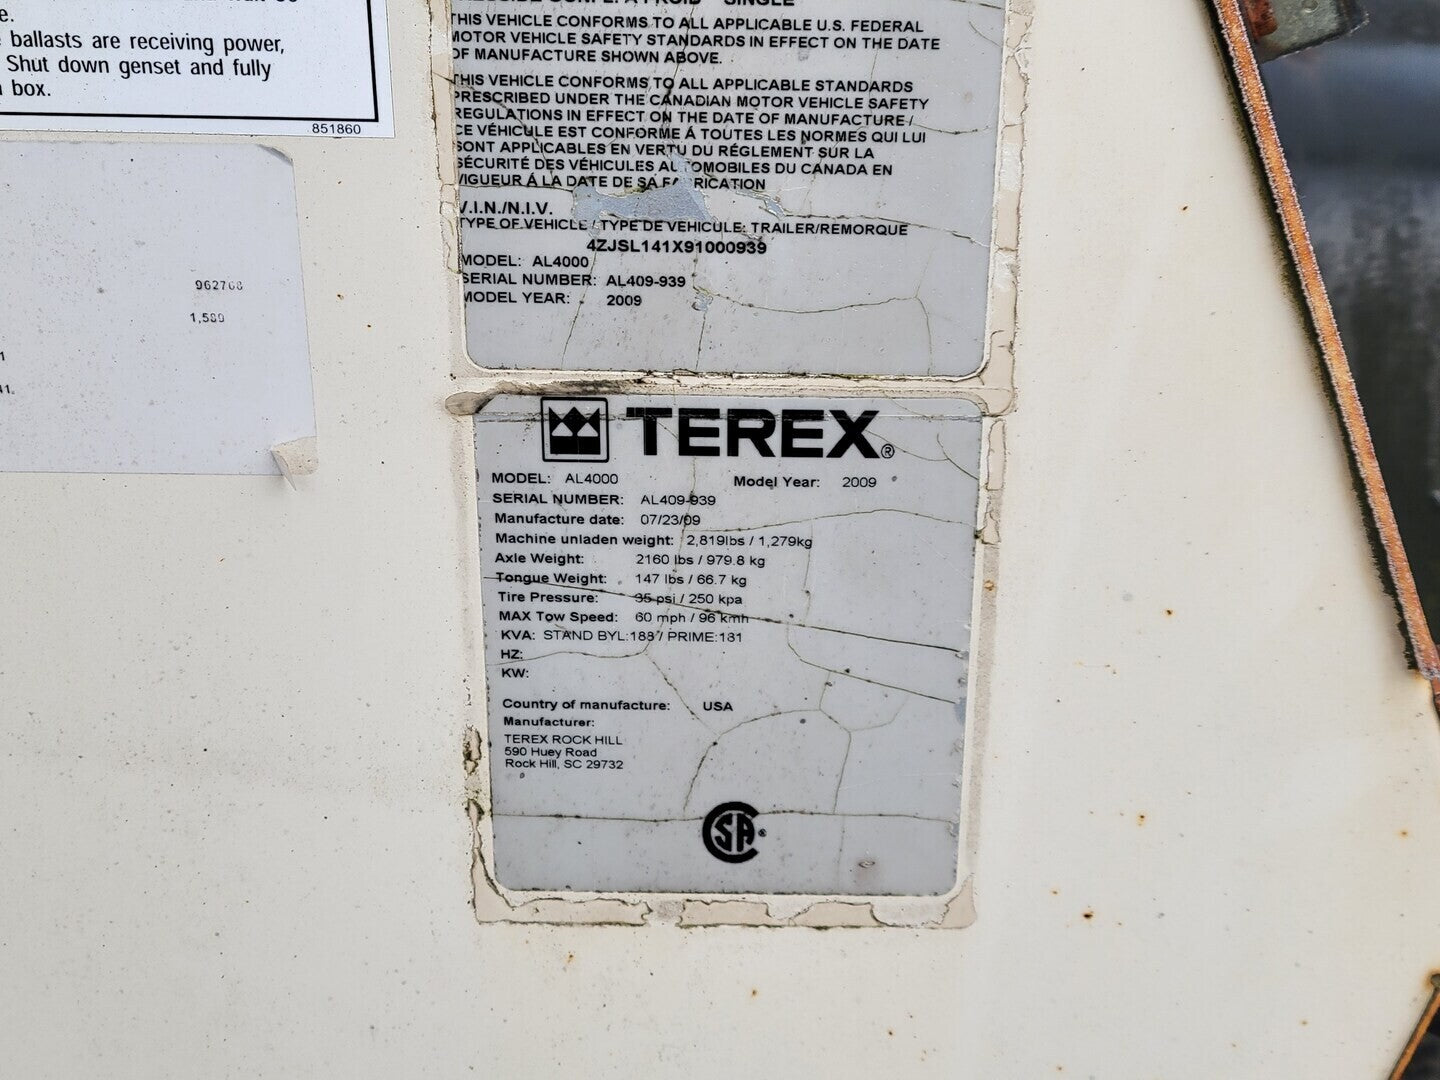 e.
ballasts are receiving power,
Shut down genset and fully
box.
851860
1,589
THIS VEHICLE CONFORMS TO ALL APPLICABLE U.S. FEDERAL
MOTOR VEHICLE SAFETY STANDARDS IN EFFECT ON THE DATE
OF MANUFACTURE SHOWN ABOVE.
THIS VEHICLE CONFORMS TO ALL APPLICABLE STANDARDS
PRESCRIBED UNDER THE CANADIAN MOTOR VEHICLE SAFETY
REGULATIONS IN EFFECT ON THE DATE OF MANUFACTURE /
CE VÉHICULE EST CONFORME Á TOUTES LES NORMES QUI LUI
SONT APPLICABLES EN VERTU DU RÉGLEMENT SUR LA
SÉCURITÉ DES VÉHICULES AUTOMOBILES DU CANADA EN
VIGUEUR Á LA DATE DE SA FABRICATION
V.I.N./N.I.V.
TYPE OF VEHICLE / TYPE DE VEHICULE: TRAILER/REMORQUE
4ZJSL141X91000939
MODEL: AL4000
SERIAL NUMBER: AL409-939
MODEL YEAR: 2009
TEREX®
MODEL: AL4000 Model Year: 2009
SERIAL NUMBER: AL409-939
Manufacture date: 07/23/09
Machine unladen weight: 2,819lbs / 1,279kg
Axle Weight: 2160 lbs / 979.8 kg
Tongue Weight: 147 lbs / 66.7 kg
Tire Pressure: 35 psi / 250 kpa
MAX Tow Speed: 60 mph / 96 kmh
KVA: STAND BYL:188 / PRIME:181
HZ:
KW:
Country of manufacture: USA
Manufacturer:
TEREX ROCK HILL
590 Huey Road
Rock Hill, SC 29732
CSA®